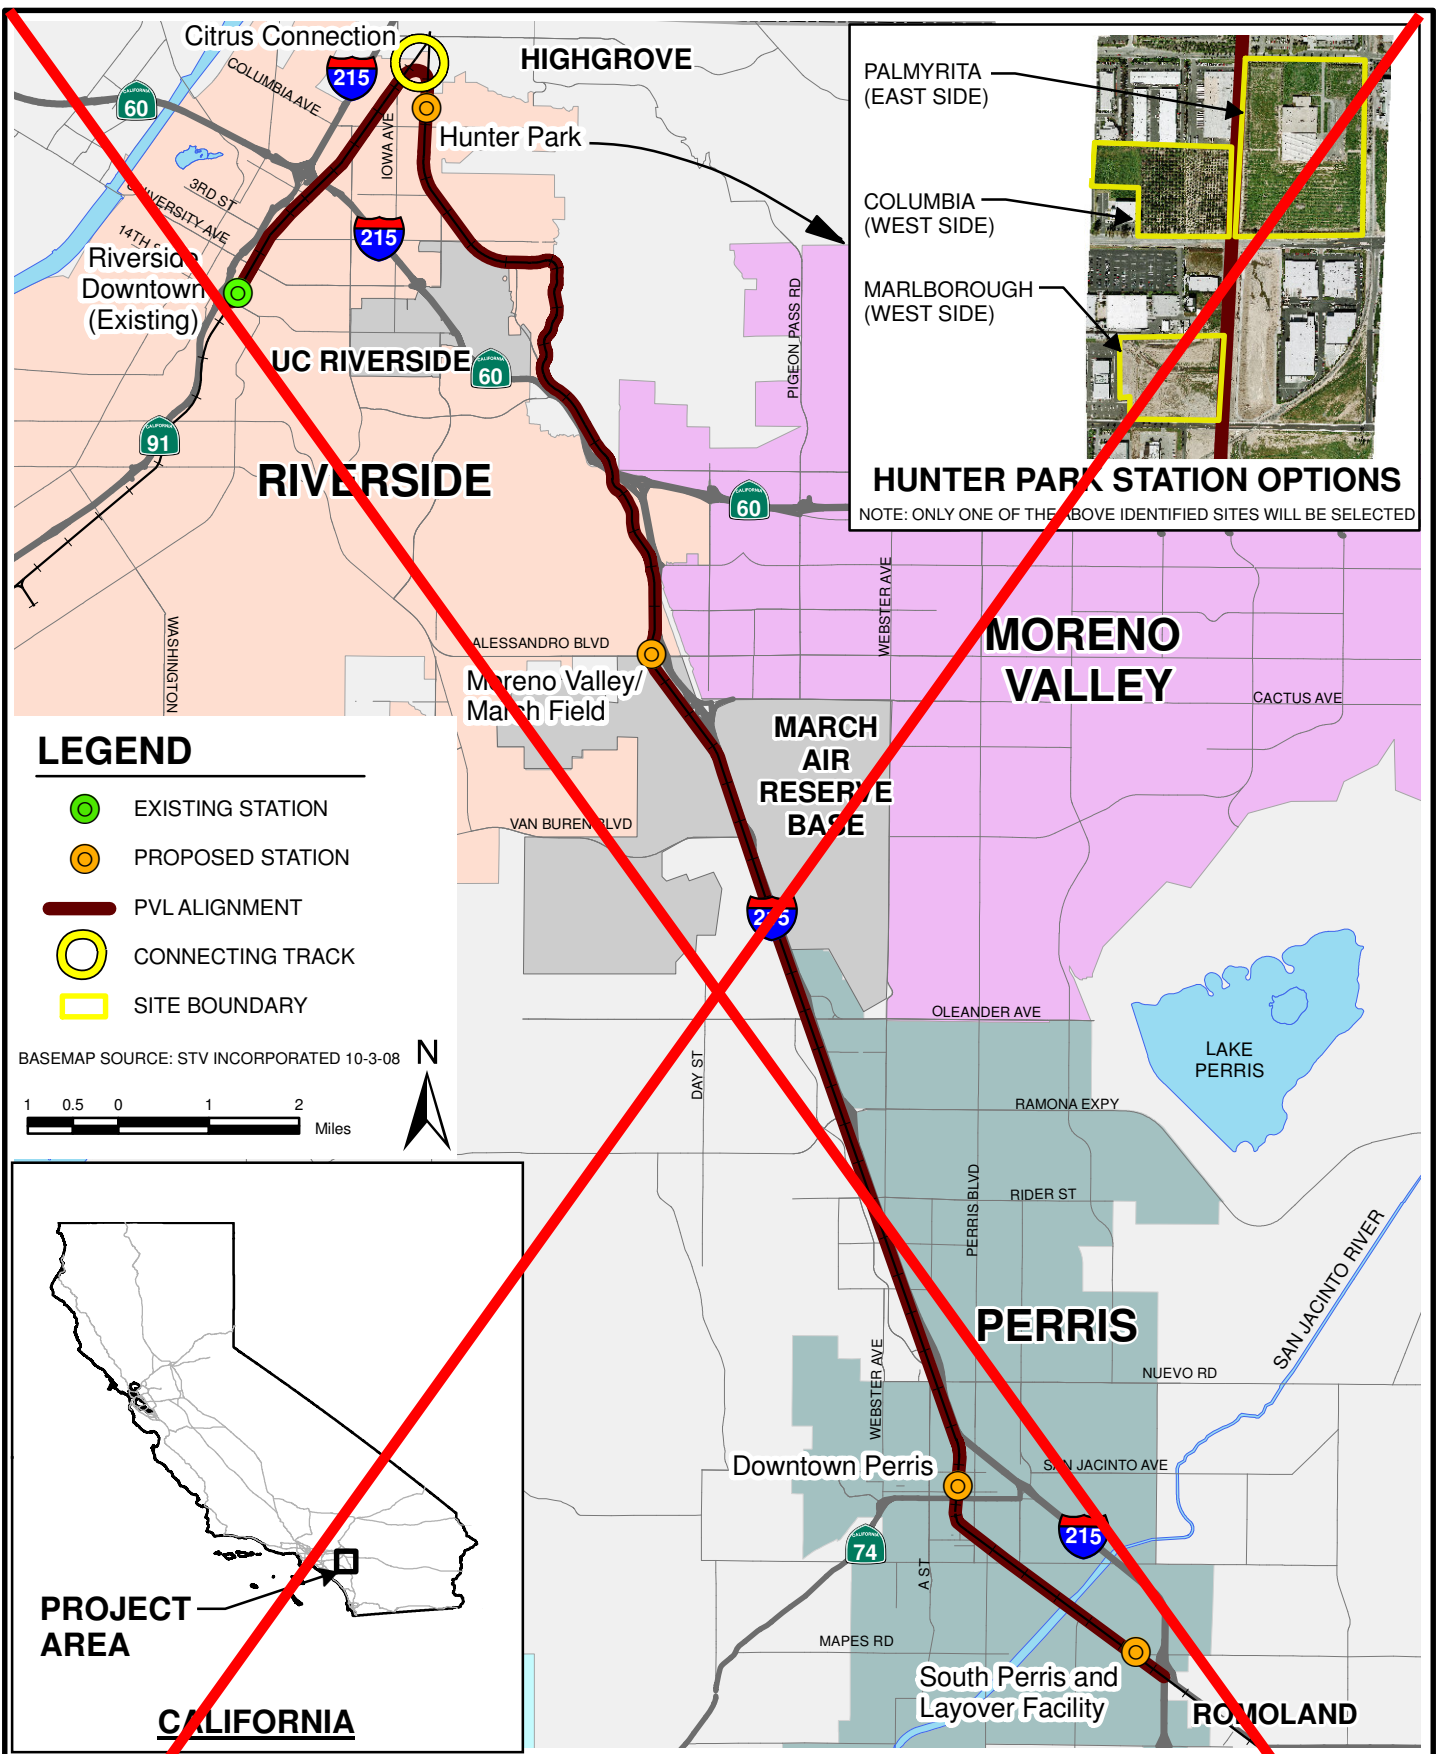 Citrus Connection
HIGHGROVE
COLUMBIA AVE
215
CALIFORNIA
60
IOWA AVE
Hunter Park
3RD ST
UNIVERSITY AVE
14TH
215
Riverside
Downtown
(Existing)
UC RIVERSIDE
CALIFORNIA
60
PIGEON PASS RD
CALIFORNIA
91
RIVERSIDE
CALIFORNIA
60
PALMYRITA
(EAST SIDE)
COLUMBIA
(WEST SIDE)
MARLBOROUGH
(WEST SIDE)
HUNTER PARK STATION OPTIONS
NOTE: ONLY ONE OF THE ABOVE IDENTIFIED SITES WILL BE SELECTED
WEBSTER AVE
WASHINGTON
ALESSANDRO BLVD
MORENO
VALLEY
Moreno Valley/
March Field
CACTUS AVE
MARCH
AIR
RESERVE
BASE
VAN BUREN BLVD
215
LEGEND
EXISTING STATION
PROPOSED STATION
PVL ALIGNMENT
CONNECTING TRACK
SITE BOUNDARY
BASEMAP SOURCE: STV INCORPORATED 10-3-08
N
1 0.5 0 1 2
Miles
OLEANDER AVE
LAKE
PERRIS
DAY ST
RAMONA EXPY
PERRIS BLVD
RIDER ST
SAN JACINTO RIVER
PERRIS
WEBSTER AVE
NUEVO RD
Downtown Perris
SAN JACINTO AVE
215
CALIFORNIA
74
A ST
MAPES RD
South Perris and
Layover Facility
ROMOLAND
PROJECT
AREA
CALIFORNIA